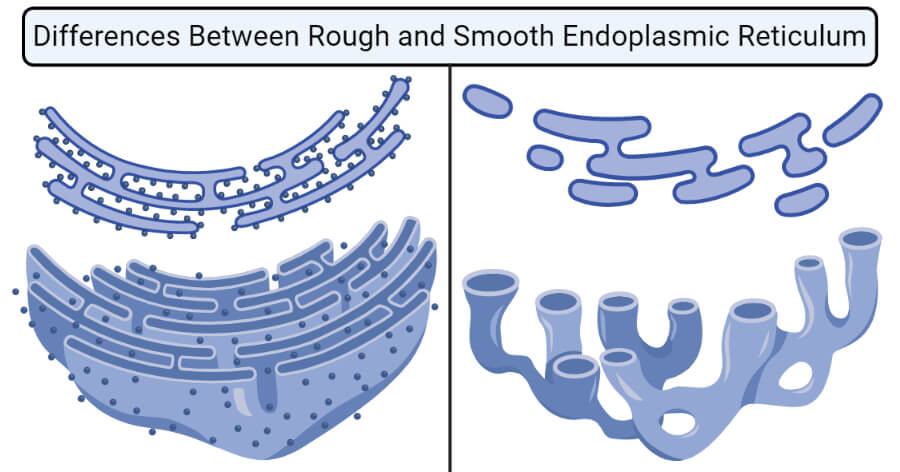 Differences Between Rough and Smooth Endoplasmic Reticulum